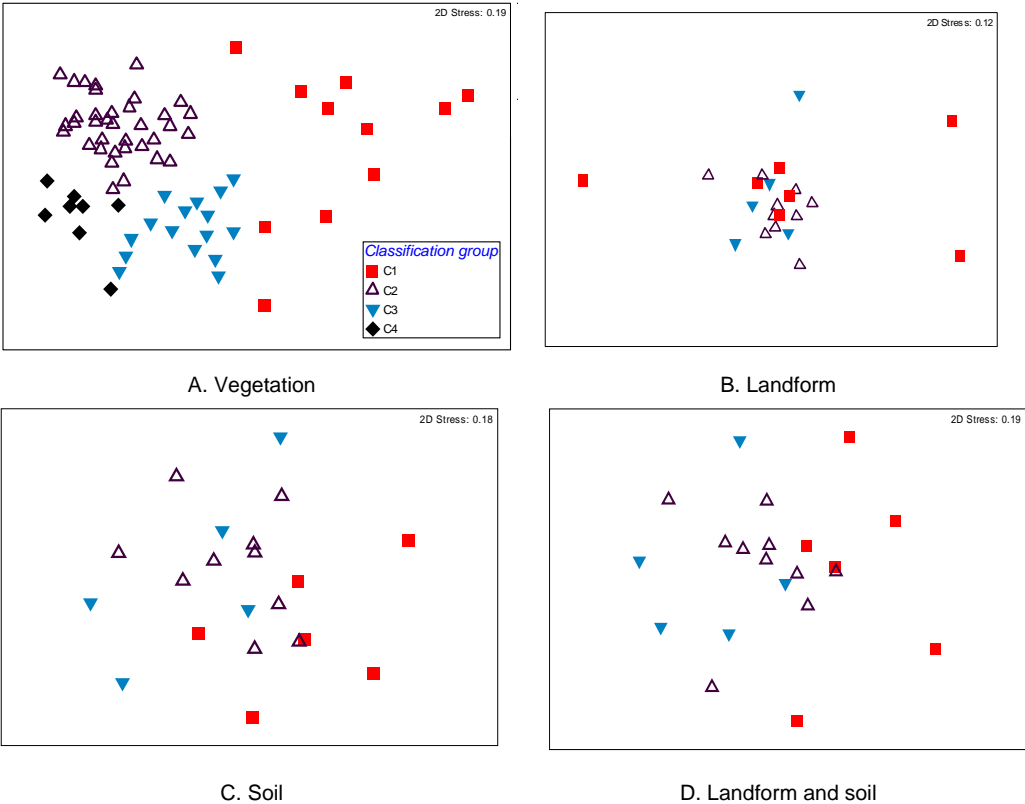 2D Stress: 0.19
2D Stress: 0.12
Classification group
C1
C2
C3
C4
A. Vegetation
B. Landform
2D Stress: 0.18
2D Stress: 0.19
C. Soil
D. Landform and soil